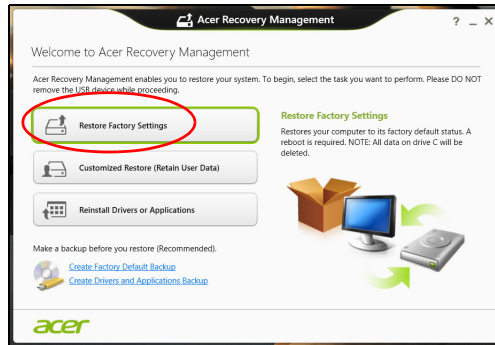 Acer Recovery Management
? _ X
Welcome to Acer Recovery Management
Acer Recovery Management enables you to restore your system. To begin, select the task you want to perform. Please DO NOT
remove the USB device while proceeding.
Restore Factory Settings
Restore Factory Settings
Restores your computer to its factory default status. A
reboot is required. NOTE: All data on drive C will be
deleted.
Customized Restore (Retain User Data)
Reinstall Drivers or Applications
Make a backup before you restore (Recommended).
Create Factory Default Backup
Create Drivers and Applications Backup
acer